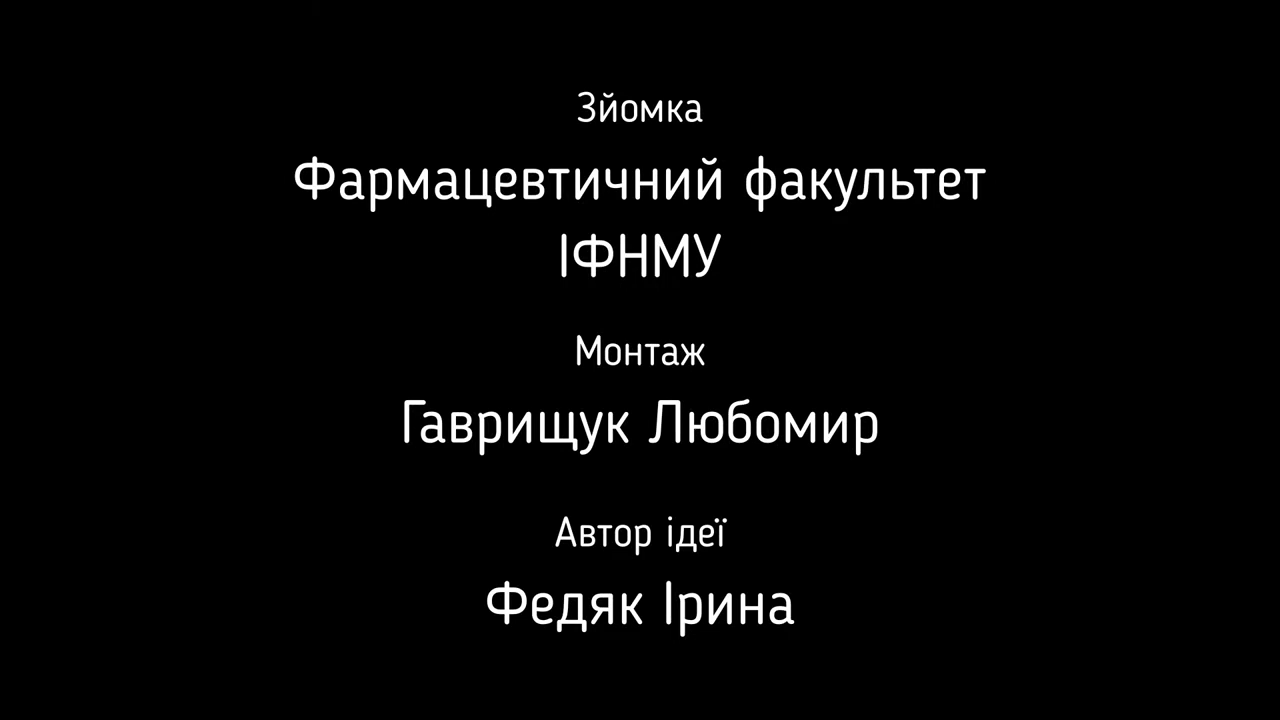 Зйомка
Фармацевтичний факультет
ІФНМУ
Монтаж
Гаврищук Любомир
Автор ідеї
Федяк Ірина